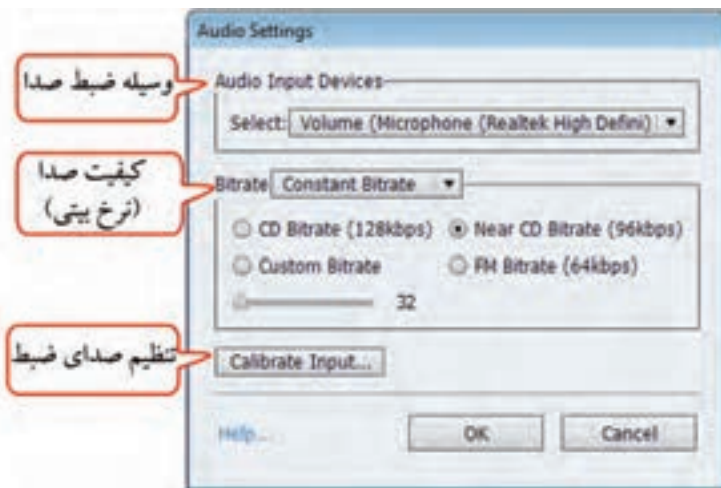 Audio Settings
وسیله ضبط صدا
Audio Input Devices
Select: Volume (Microphone (Realtek High Defini)
کیفیت صدا
(نرخ بیتی)
Bitrate Constant Bitrate
CD Bitrate (128kbps) Near CD Bitrate (96kbps)
Custom Bitrate FM Bitrate (64kbps)
32
تنظیم صدای ضبط
Calibrate Input...
Help... OK Cancel